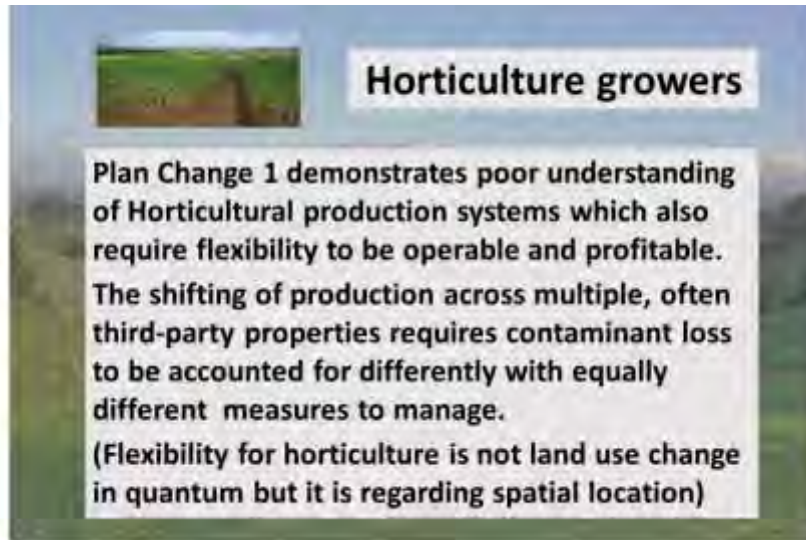 Horticulture growers
Plan Change 1 demonstrates poor understanding
of Horticultural production systems which also
require flexibility to be operable and profitable.
The shifting of production across multiple, often
third-party properties requires contaminant loss
to be accounted for differently with equally
different measures to manage.
(Flexibility for horticulture is not land use change
in quantum but it is regarding spatial location)